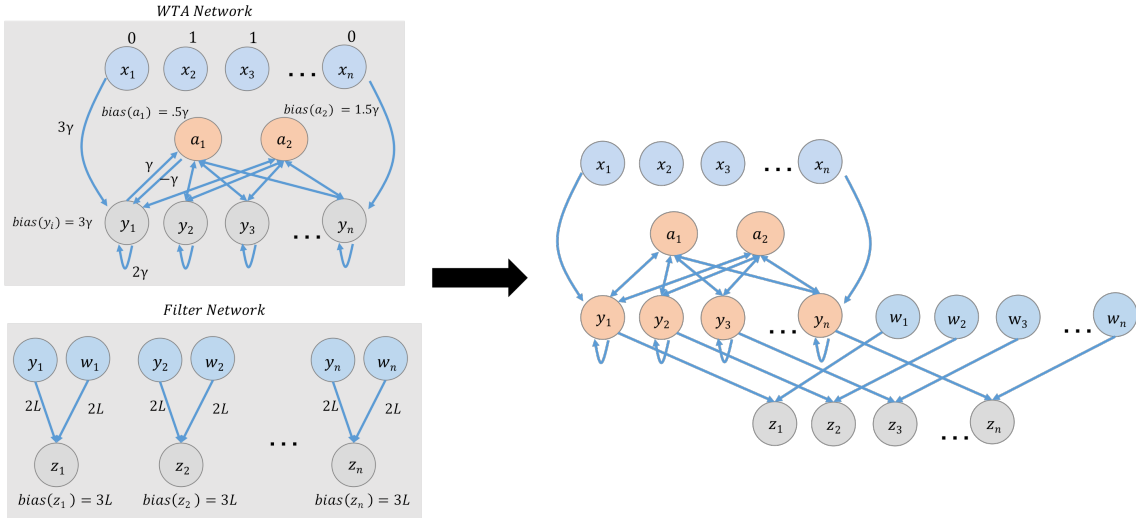 WTA Network
0 1 1 0
x₁ x₂ x₃ ... xₙ
bias(a₁) = .5γ bias(a₂) = 1.5γ
3γ
a₁ a₂
γ
−γ
bias(yᵢ) = 3γ
y₁ y₂ y₃ ... yₙ
2γ
Filter Network
y₁ w₁ y₂ w₂ yₙ wₙ
2L 2L 2L 2L 2L 2L
...
z₁ z₂ zₙ
bias(z₁) = 3L bias(z₂) = 3L bias(zₙ) = 3L
x₁ x₂ x₃ ... xₙ
a₁ a₂
y₁ y₂ y₃ ... yₙ w₁ w₂ w₃ ... wₙ
z₁ z₂ z₃ ... zₙ